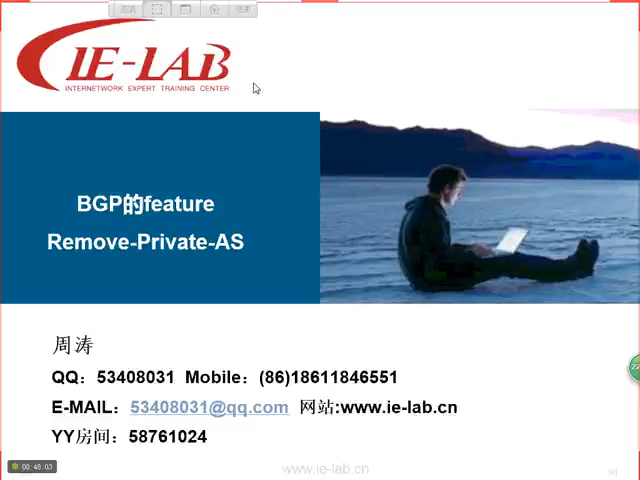 IE-LAB
INTERNETWORK EXPERT TRAINING CENTER
BGP的feature
Remove-Private-AS
周涛
QQ：53408031 Mobile：(86)18611846551
E-MAIL：53408031@qq.com 网站:www.ie-lab.cn
YY房间：58761024
00:48:03
www.ie-lab.cn
P1